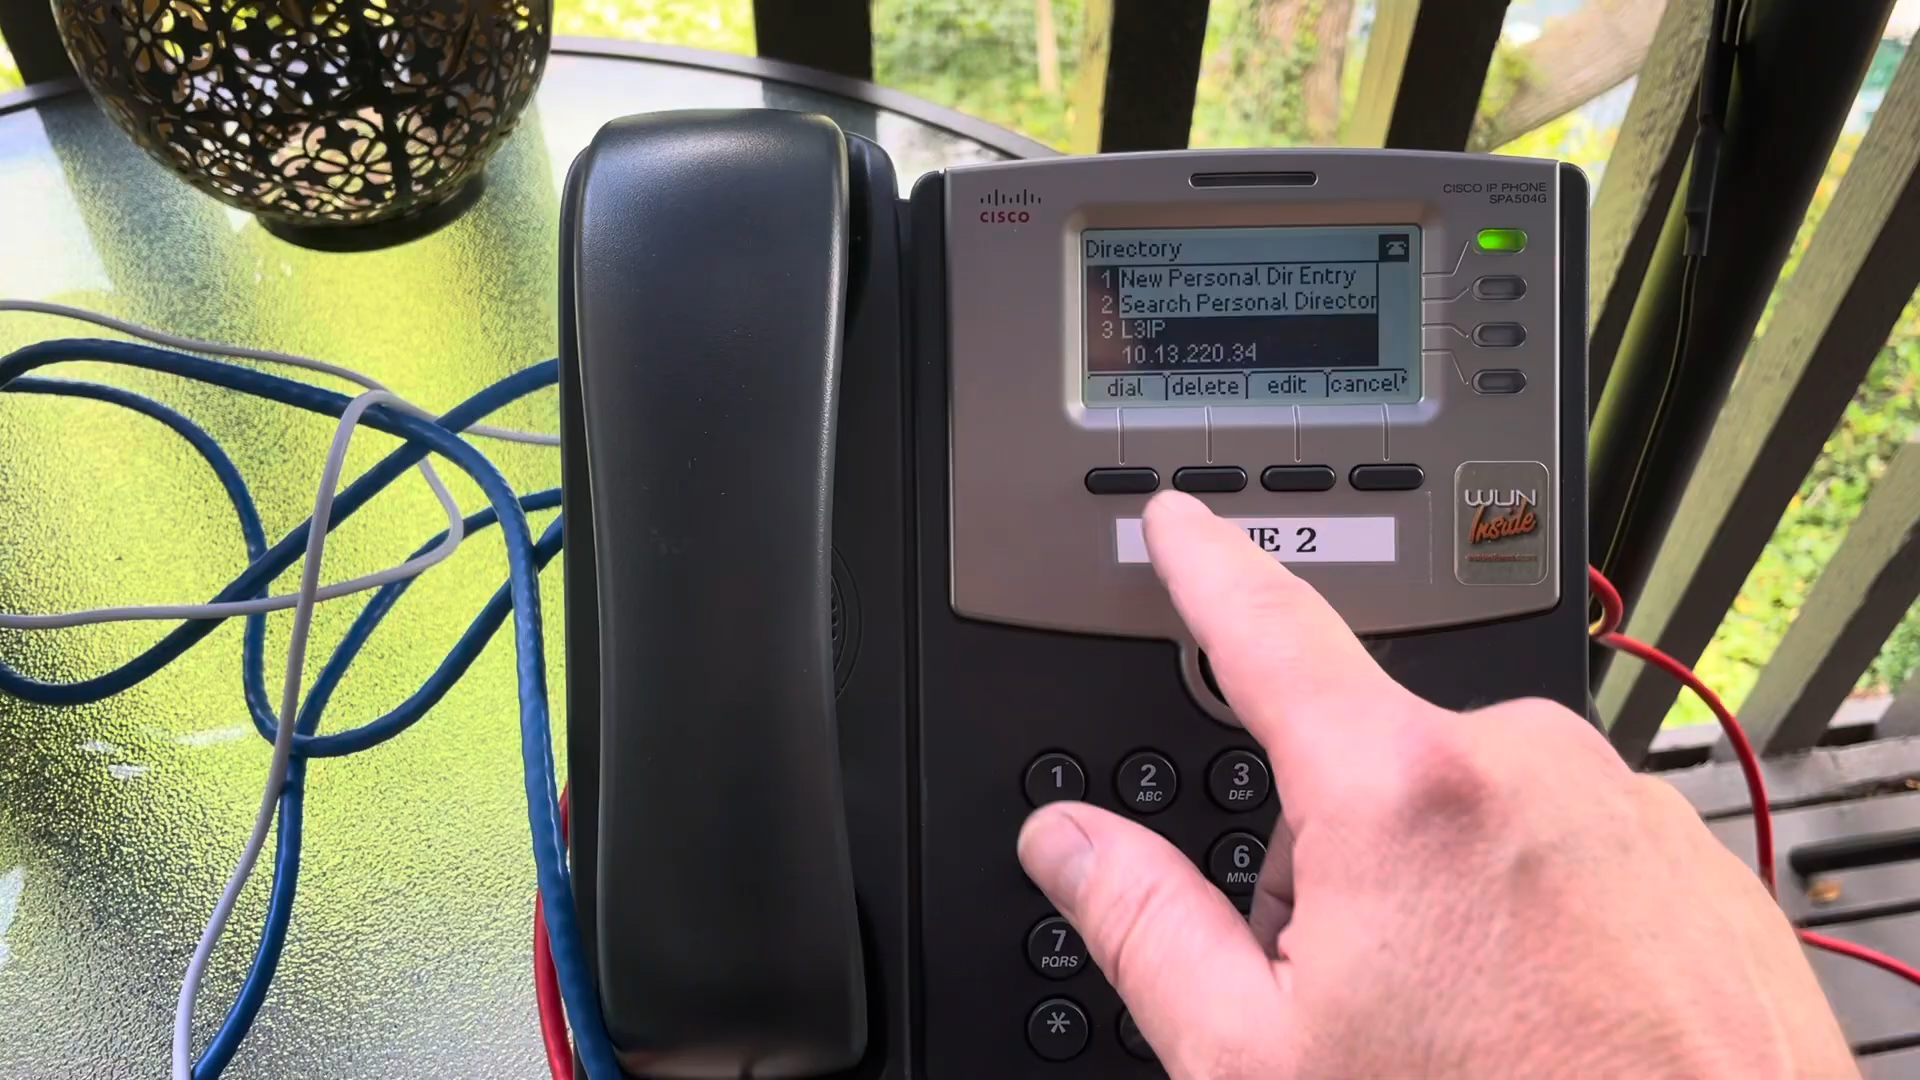 CISCO
CISCO IP PHONE
SPA504G
Directory
1 New Personal Dir Entry
2 Search Personal Director
3 L3IP
10.13.220.34
dial delete edit cancel
WUN
Inside
E 2
1
2
ABC
3
DEF
6
MNO
7
PQRS
*